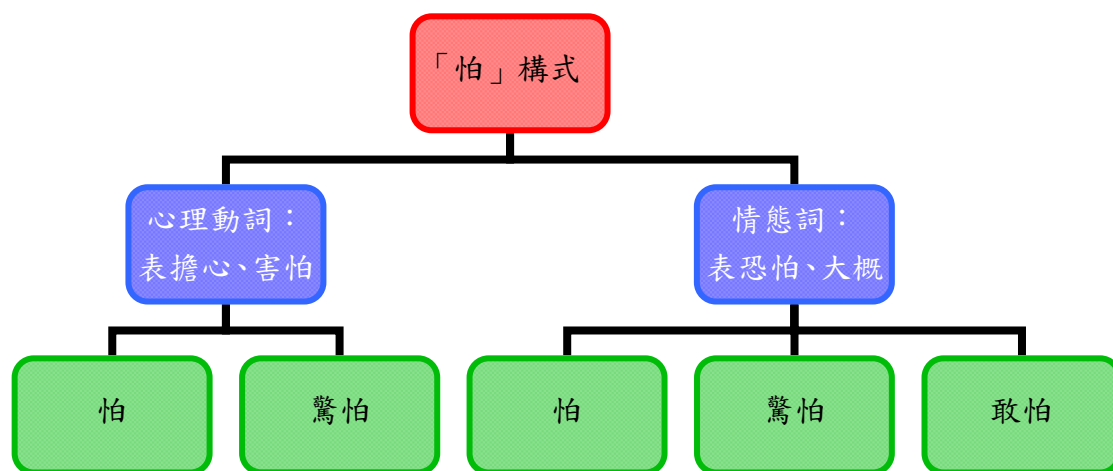 「怕」構式
心理動詞：
表擔心、害怕
情態詞：
表恐怕、大概
怕
驚怕
怕
驚怕
敢怕